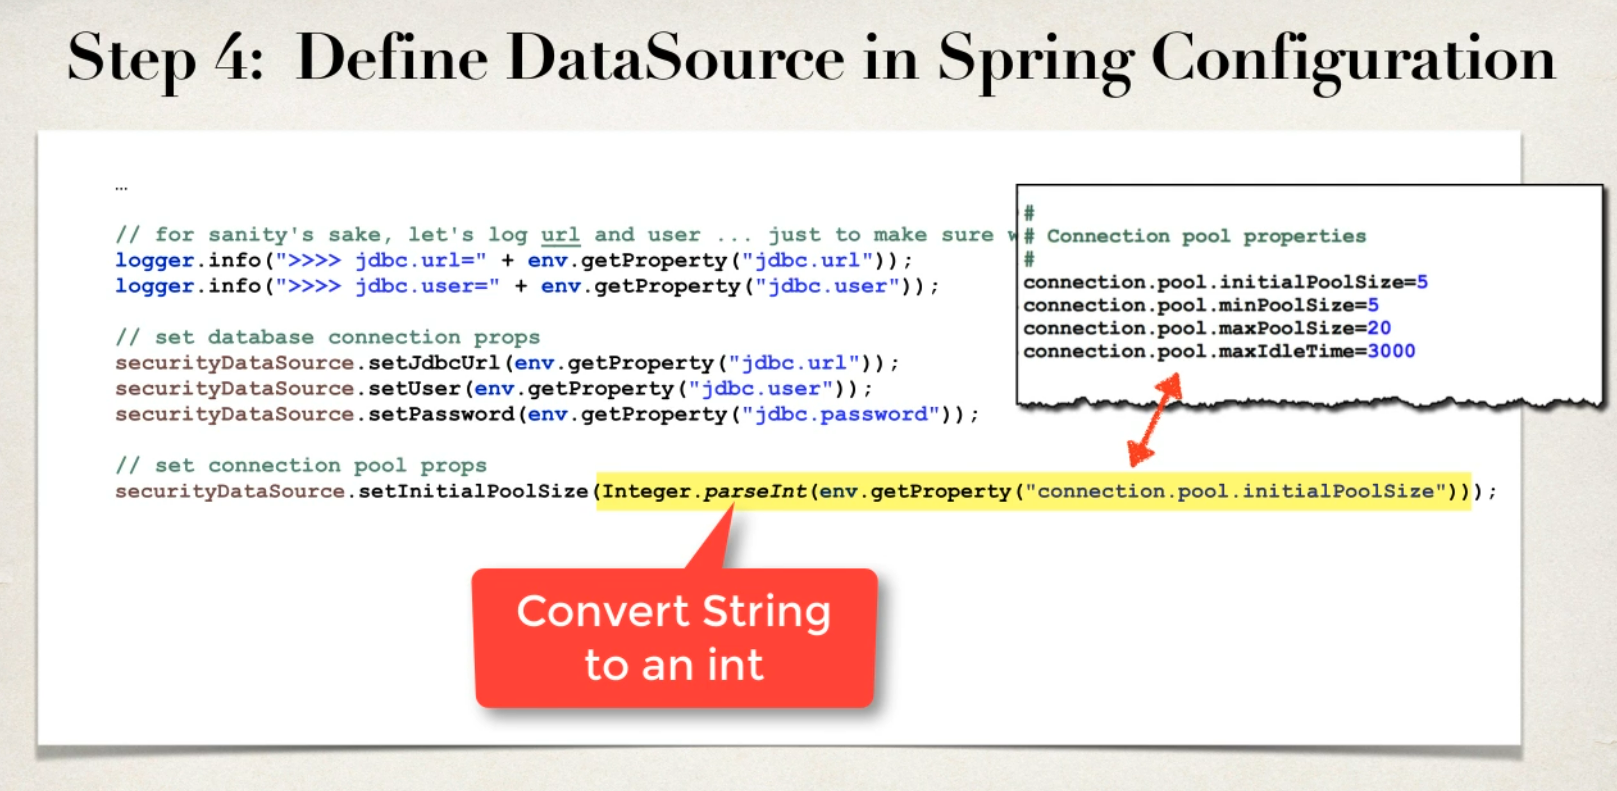 Step 4: Define DataSource in Spring Configuration
…
// for sanity's sake, let's log url and user ... just to make sure w
logger.info(">>>> jdbc.url=" + env.getProperty("jdbc.url"));
logger.info(">>>> jdbc.user=" + env.getProperty("jdbc.user"));
// set database connection props
securityDataSource.setJdbcUrl(env.getProperty("jdbc.url"));
securityDataSource.setUser(env.getProperty("jdbc.user"));
securityDataSource.setPassword(env.getProperty("jdbc.password"));
// set connection pool props
securityDataSource.setInitialPoolSize(Integer.parseInt(env.getProperty("connection.pool.initialPoolSize")));
#
# Connection pool properties
#
connection.pool.initialPoolSize=5
connection.pool.minPoolSize=5
connection.pool.maxPoolSize=20
connection.pool.maxIdleTime=3000
Convert String
to an int